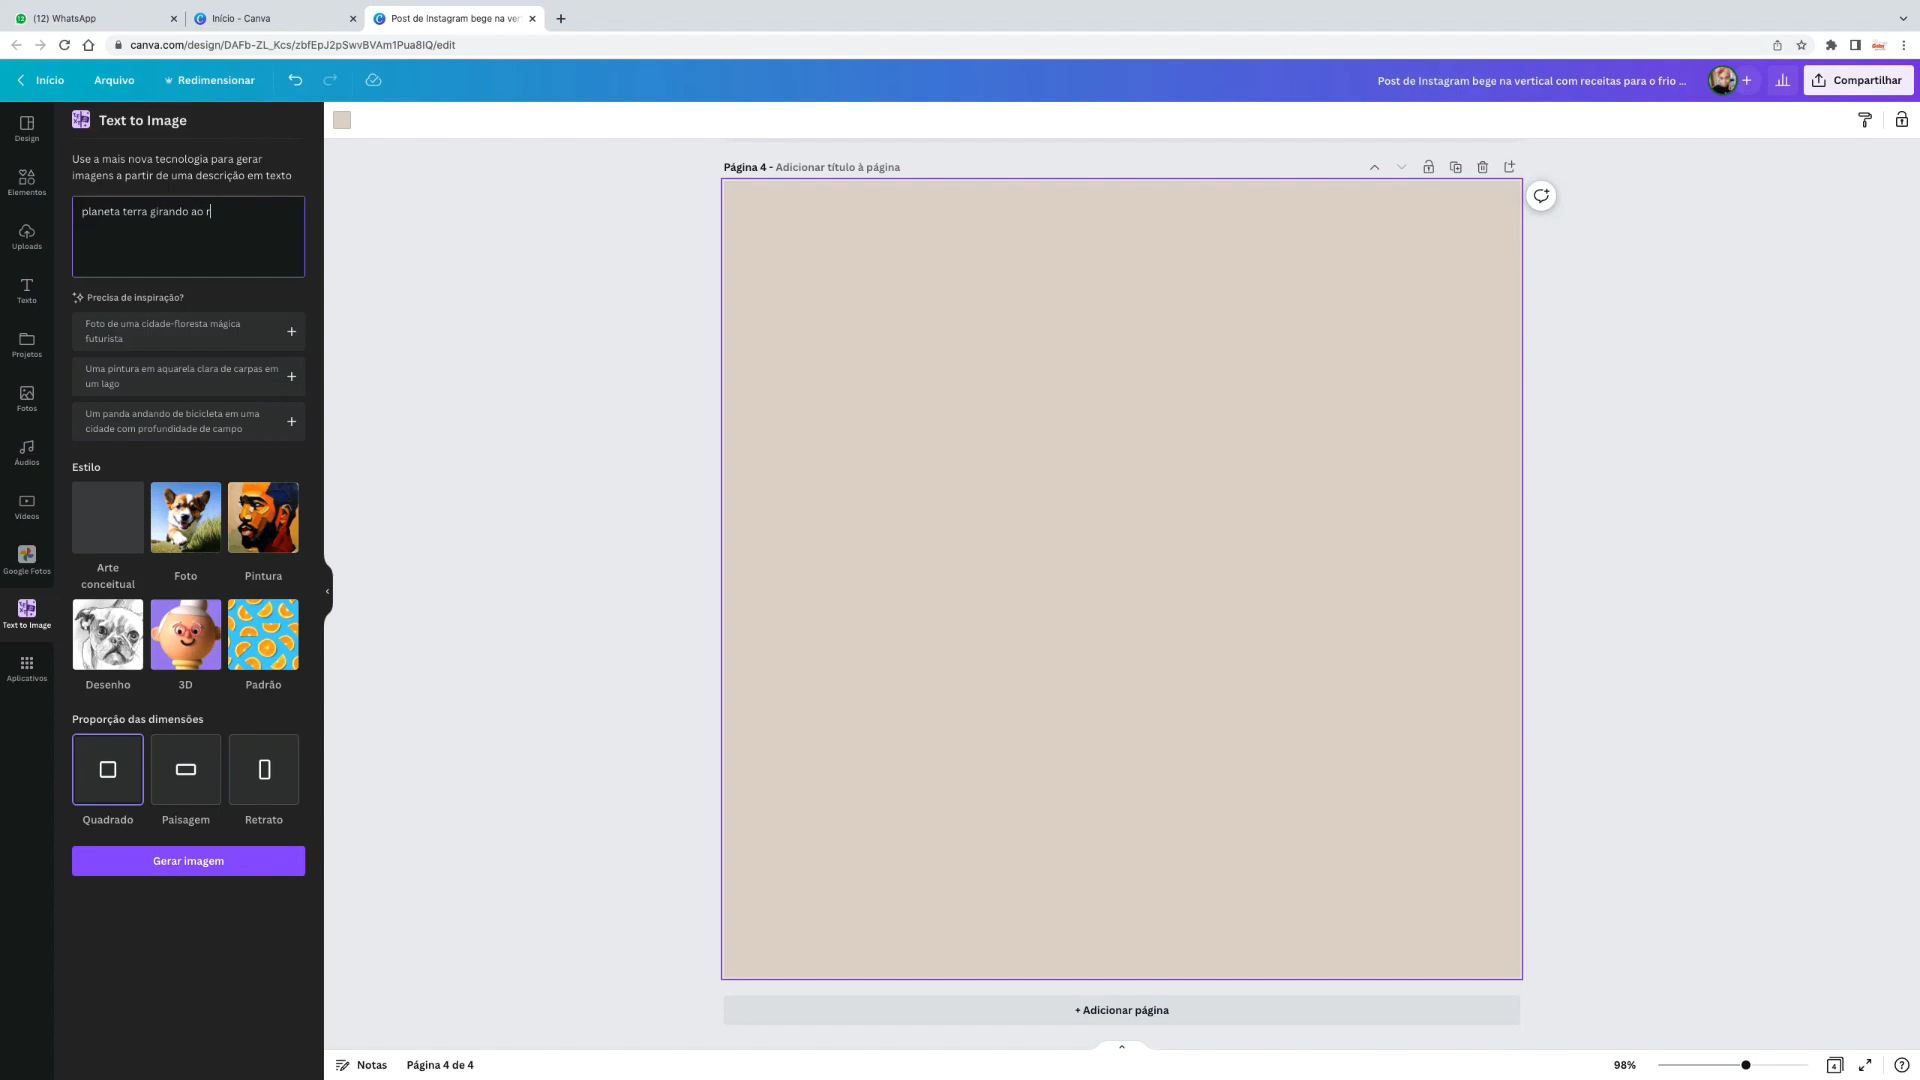 (12) WhatsApp
Início - Canva
Post de Instagram bege na ver
canva.com/design/DAFb-ZL_Kcs/zbfEpJ2pSwvBVAm1Pua8IQ/edit
Início
Arquivo
Redimensionar
Post de Instagram bege na vertical com receitas para o frio ...
Compartilhar
Design
Elementos
Uploads
Texto
Projetos
Fotos
Áudios
Vídeos
Google Fotos
Text to Image
Aplicativos
Text to Image
Use a mais nova tecnologia para gerar
imagens a partir de uma descrição em texto
planeta terra girando ao r
Precisa de inspiração?
Foto de uma cidade-floresta mágica
futurista
Uma pintura em aquarela clara de carpas em
um lago
Um panda andando de bicicleta em uma
cidade com profundidade de campo
Estilo
Arte
conceitual
Foto
Pintura
Desenho
3D
Padrão
Proporção das dimensões
Quadrado
Paisagem
Retrato
Gerar imagem
Página 4 - Adicionar título à página
+ Adicionar página
Notas
Página 4 de 4
98%
4